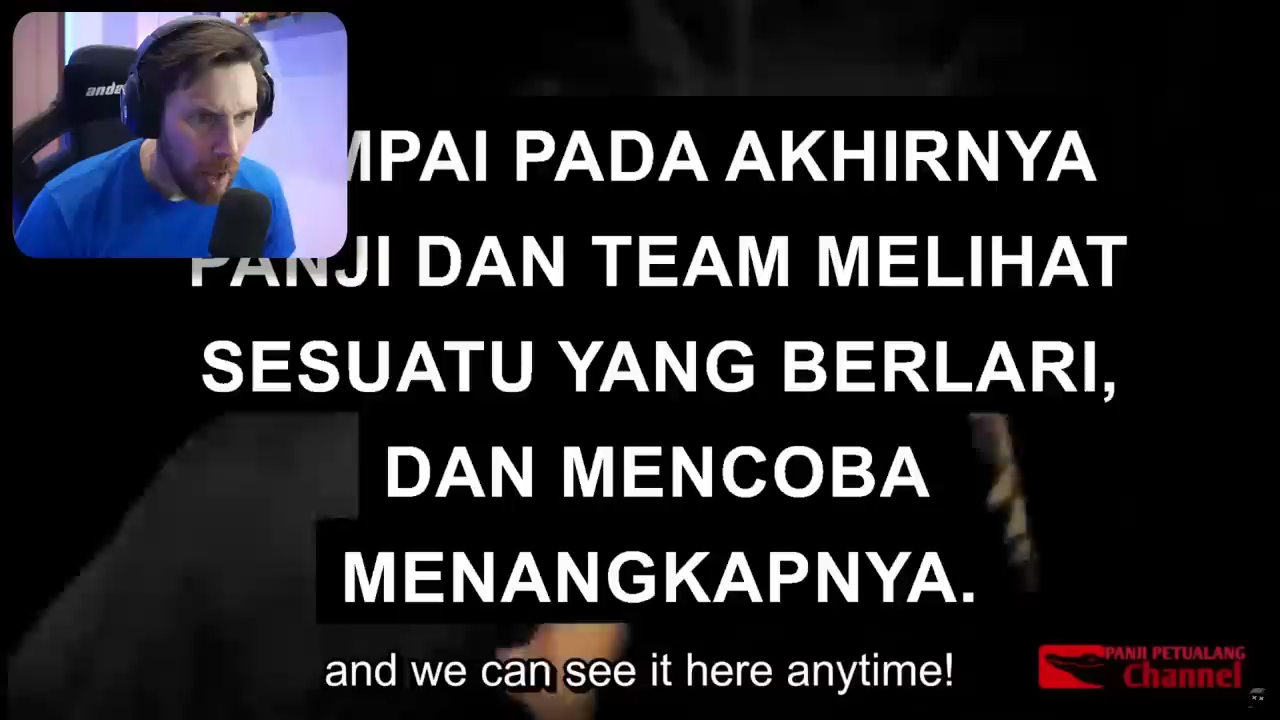 MPAI PADA AKHIRNYA
PANJI DAN TEAM MELIHAT
SESUATU YANG BERLARI,
DAN MENCOBA
MENANGKAPNYA.
and we can see it here anytime!
PANJI PETUALANG
Channel